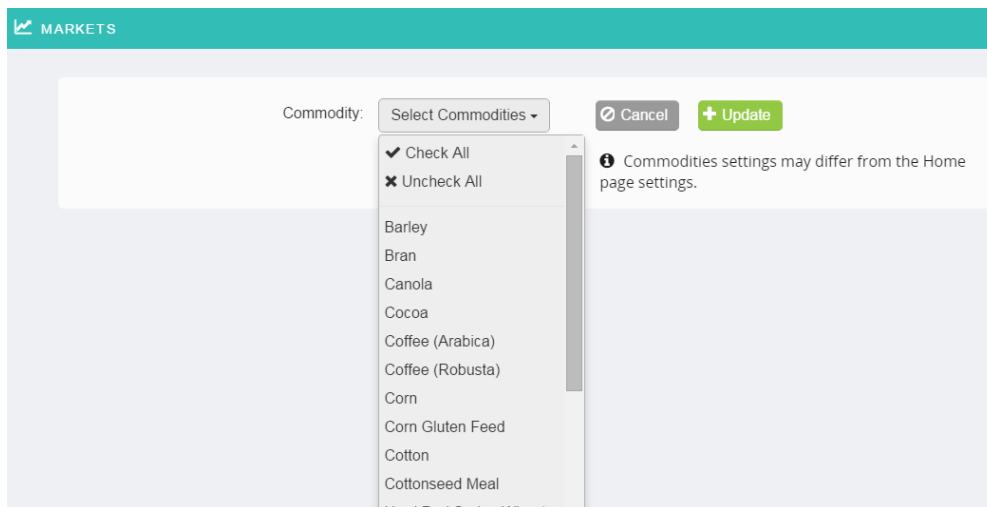 MARKETS
Commodity:
Select Commodities
Cancel
Update
Commodities settings may differ from the Home
page settings.
Check All
Uncheck All
Barley
Bran
Canola
Cocoa
Coffee (Arabica)
Coffee (Robusta)
Corn
Corn Gluten Feed
Cotton
Cottonseed Meal